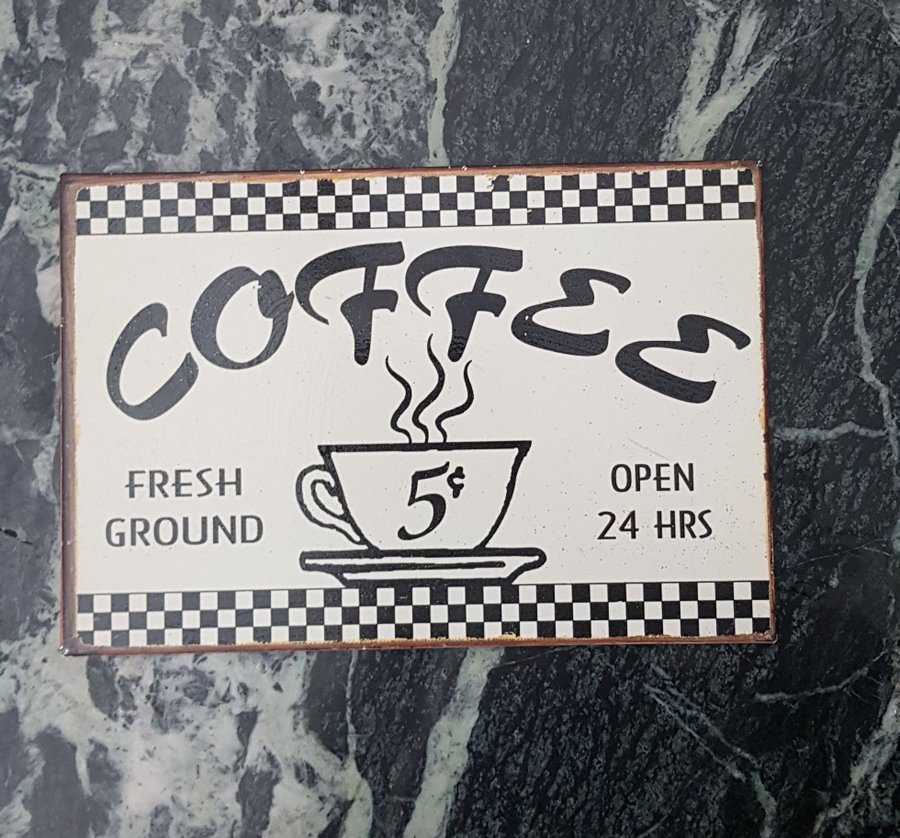 COFFEE
5¢
FRESH
GROUND
OPEN
24 HRS